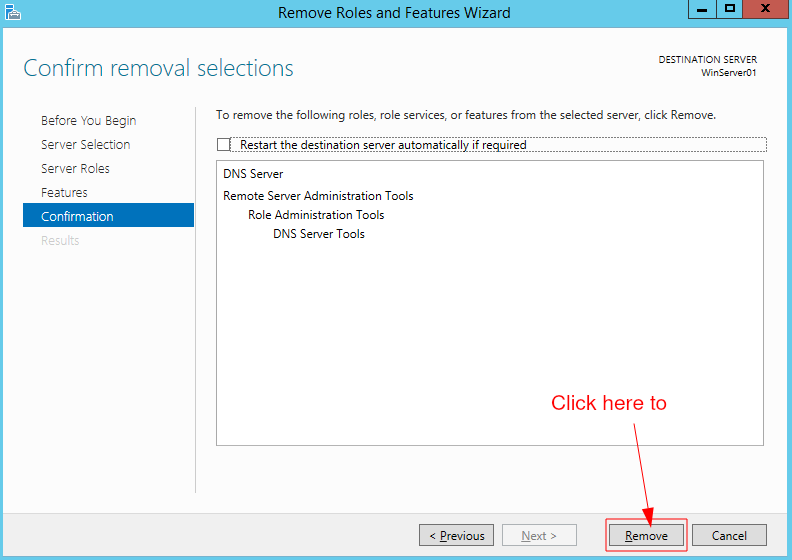 Remove Roles and Features Wizard
Confirm removal selections
DESTINATION SERVER
WinServer01
Before You Begin
Server Selection
Server Roles
Features
Confirmation
Results
To remove the following roles, role services, or features from the selected server, click Remove.
Restart the destination server automatically if required
DNS Server
Remote Server Administration Tools
Role Administration Tools
DNS Server Tools
Click here to
< Previous
Next >
Remove
Cancel